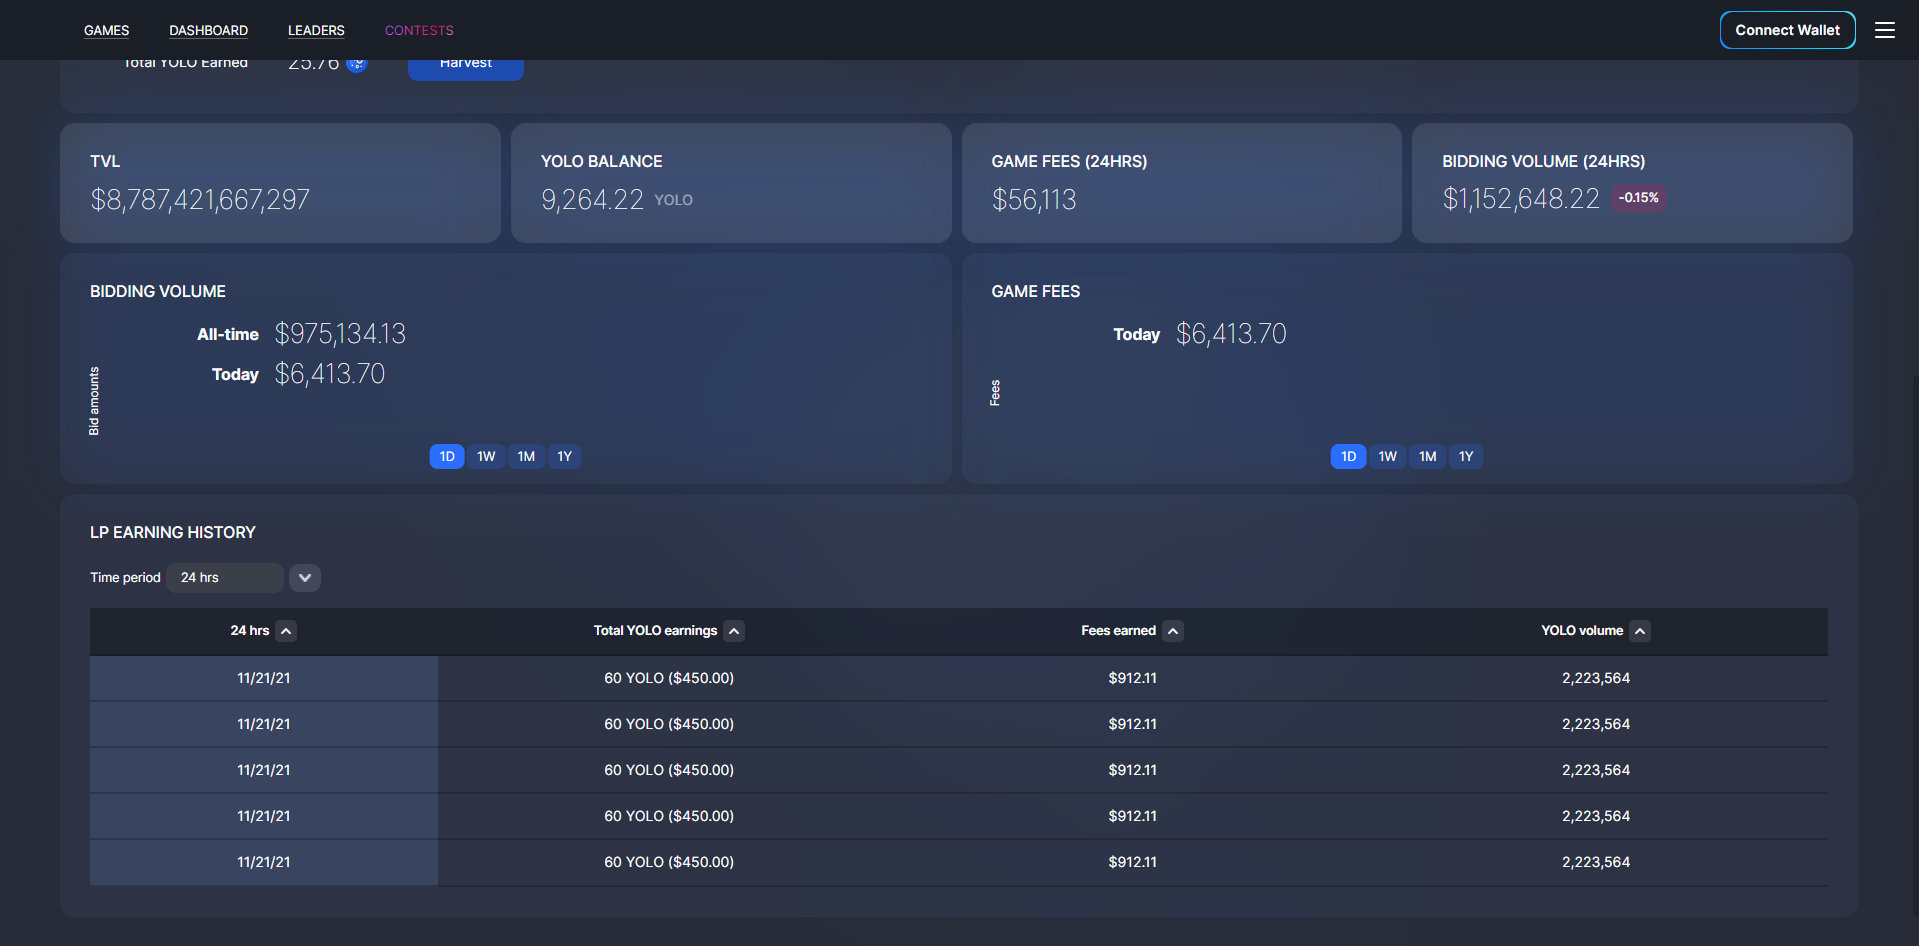 GAMES DASHBOARD LEADERS CONTESTS Connect Wallet
Total YOLO Earned 25.76 Harvest
TVL
$8,787,421,667,297
YOLO BALANCE
9,264.22 YOLO
GAME FEES (24HRS)
$56,113
BIDDING VOLUME (24HRS)
$1,152,648.22 -0.15%
BIDDING VOLUME
All-time $975,134.13
Today $6,413.70
Bid amounts
1D 1W 1M 1Y
GAME FEES
Today $6,413.70
Fees
1D 1W 1M 1Y
LP EARNING HISTORY
Time period 24 hrs
24 hrs Total YOLO earnings Fees earned YOLO volume
11/21/21 60 YOLO ($450.00) $912.11 2,223,564
11/21/21 60 YOLO ($450.00) $912.11 2,223,564
11/21/21 60 YOLO ($450.00) $912.11 2,223,564
11/21/21 60 YOLO ($450.00) $912.11 2,223,564
11/21/21 60 YOLO ($450.00) $912.11 2,223,564